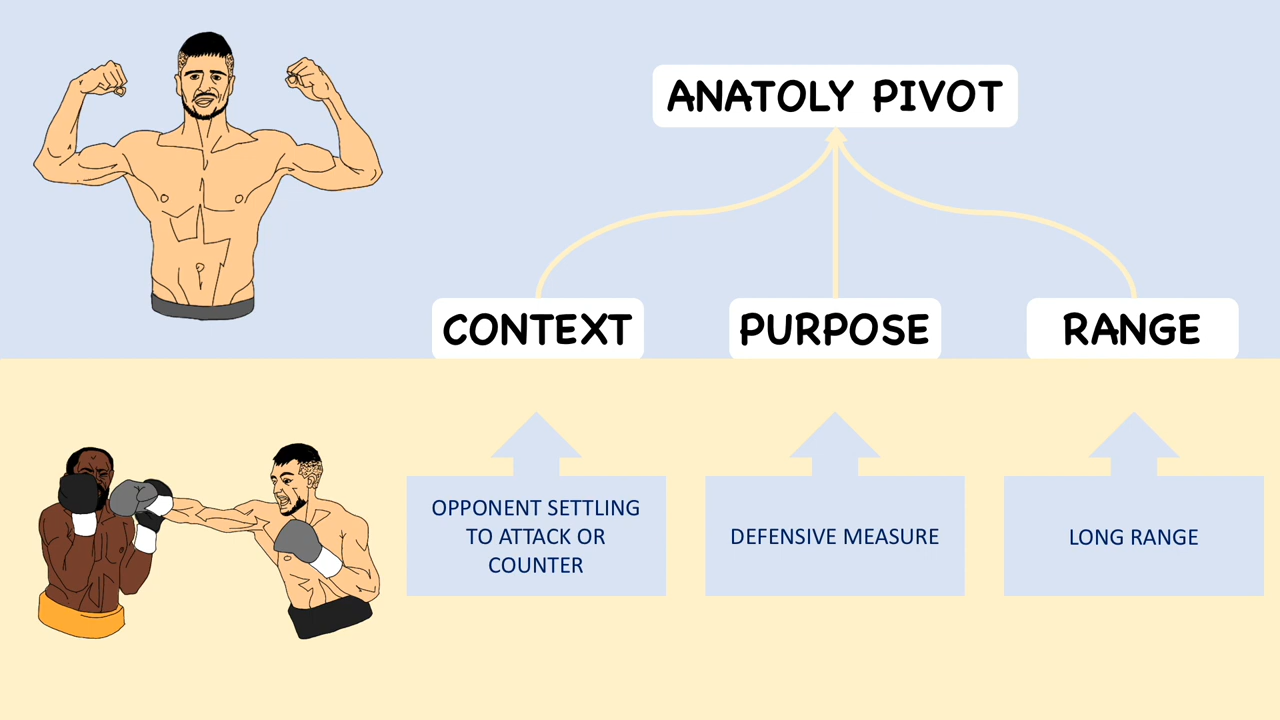 ANATOLY PIVOT
CONTEXT
PURPOSE
RANGE
OPPONENT SETTLING
TO ATTACK OR
COUNTER
DEFENSIVE MEASURE
LONG RANGE